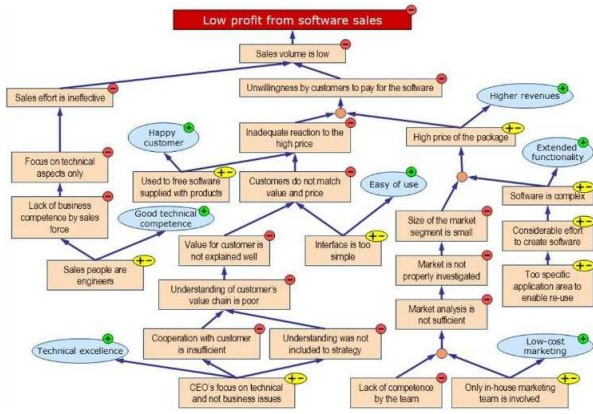 Low profit from software sales
Sales volume is low
Sales effort is ineffective
Unwillingness by customers to pay for the software
Higher revenues
Happy
customer
Inadequate reaction to the
high price
High price of the package
Extended
functionality
Focus on technical
aspects only
Used to free software
supplied with products
Customers do not match
value and price
Easy of use
Software is complex
Lack of business
competence by sales
force
Good technical
competence
Size of the market
segment is small
Considerable effort
to create software
Value for customer is
not explained well
Interface is too
simple
Sales people are
engineers
Market is not
properly investigated
Too specific
application area to
enable re-use
Understanding of customer's
value chain is poor
Market analysis is
not sufficient
Technical excellence
Cooperation with customer
is insufficient
Understanding was not
included to strategy
Low-cost
marketing
CEO's focus on technical
and not business issues
Lack of competence
by the team
Only in-house marketing
team is involved